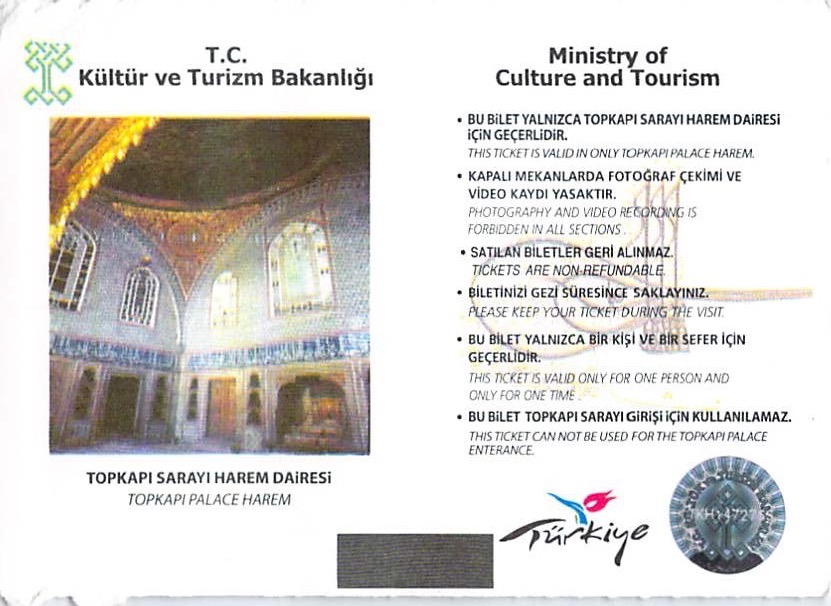 T.C.
Kültür ve Turizm Bakanlığı
TOPKAPI SARAYI HAREM DAİRESİ
TOPKAPI PALACE HAREM
Ministry of
Culture and Tourism
• BU BİLET YALNIZCA TOPKAPI SARAYI HAREM DAİRESİ
İÇİN GEÇERLİDİR.
THIS TICKET IS VALID IN ONLY TOPKAPI PALACE HAREM.
• KAPALI MEKANLARDA FOTOĞRAF ÇEKİMİ VE
VİDEO KAYDI YASAKTIR.
PHOTOGRAPHY AND VIDEO RECORDING IS
FORBIDDEN IN ALL SECTIONS.
• SATILAN BİLETLER GERİ ALINMAZ.
TICKETS ARE NON-REFUNDABLE.
• BİLETİNİZİ GEZİ SÜRESİNCE SAKLAYINIZ.
PLEASE KEEP YOUR TICKET DURING THE VISIT.
• BU BİLET YALNIZCA BİR KİŞİ VE BİR SEFER İÇİN
GEÇERLİDİR.
THIS TICKET IS VALID ONLY FOR ONE PERSON AND
ONLY FOR ONE TIME.
• BU BİLET TOPKAPI SARAYI GİRİŞİ İÇİN KULLANILAMAZ.
THIS TICKET CAN NOT BE USED FOR THE TOPKAPI PALACE
ENTERANCE.
Türkiye